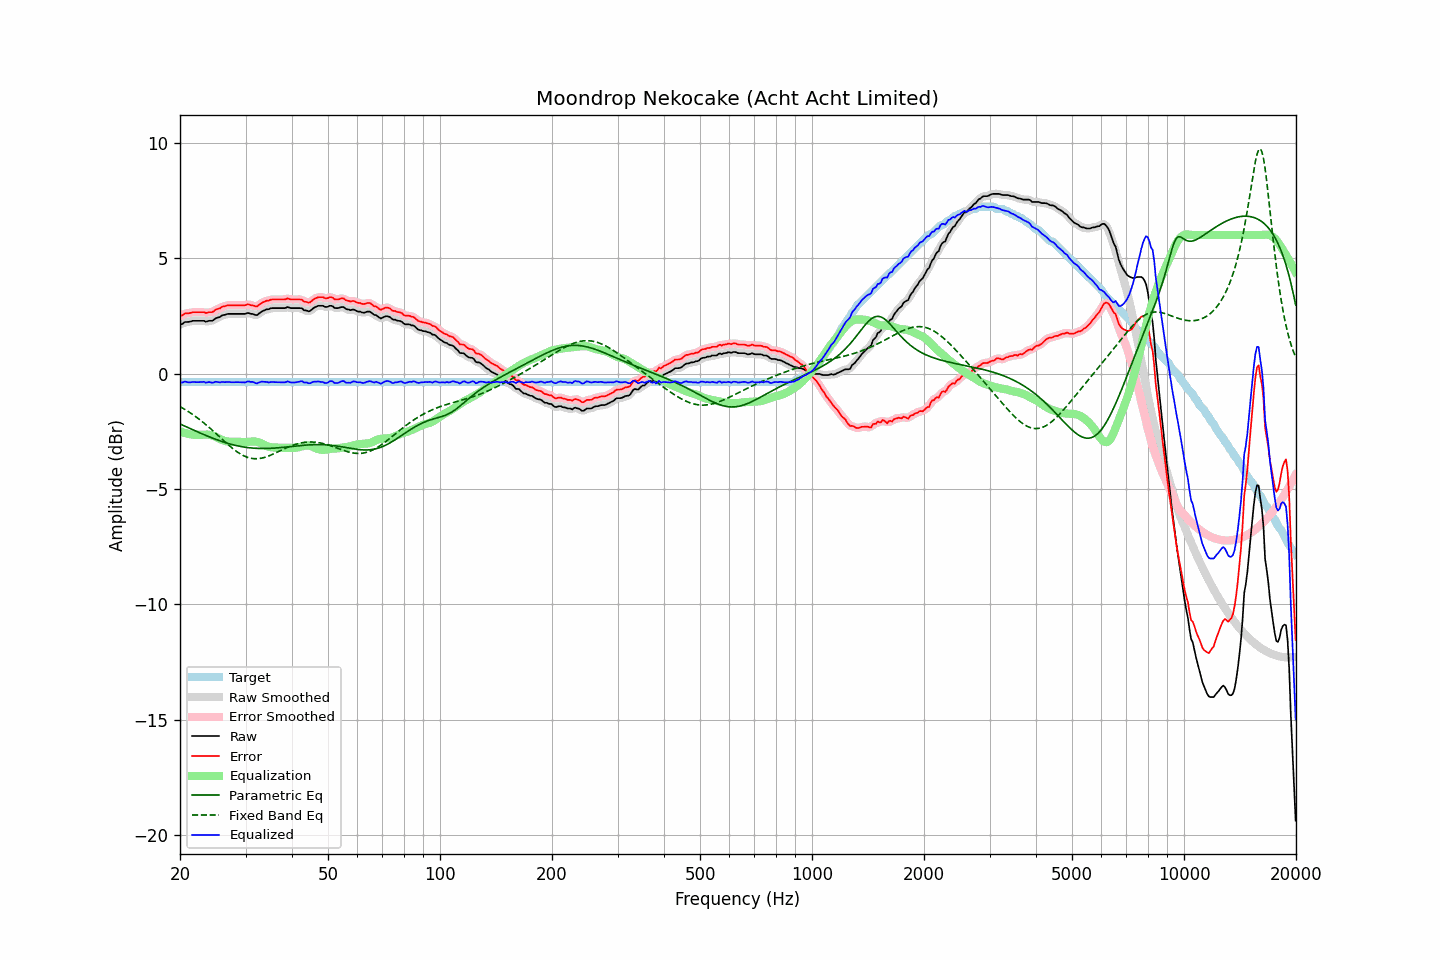 Moondrop Nekocake (Acht Acht Limited)
Amplitude (dBr)
10
5
0
−5
−10
−15
−20
Target
Raw Smoothed
Error Smoothed
Raw
Error
Equalization
Parametric Eq
Fixed Band Eq
Equalized
20 50 100 200 500 1000 2000 5000 10000 20000
Frequency (Hz)